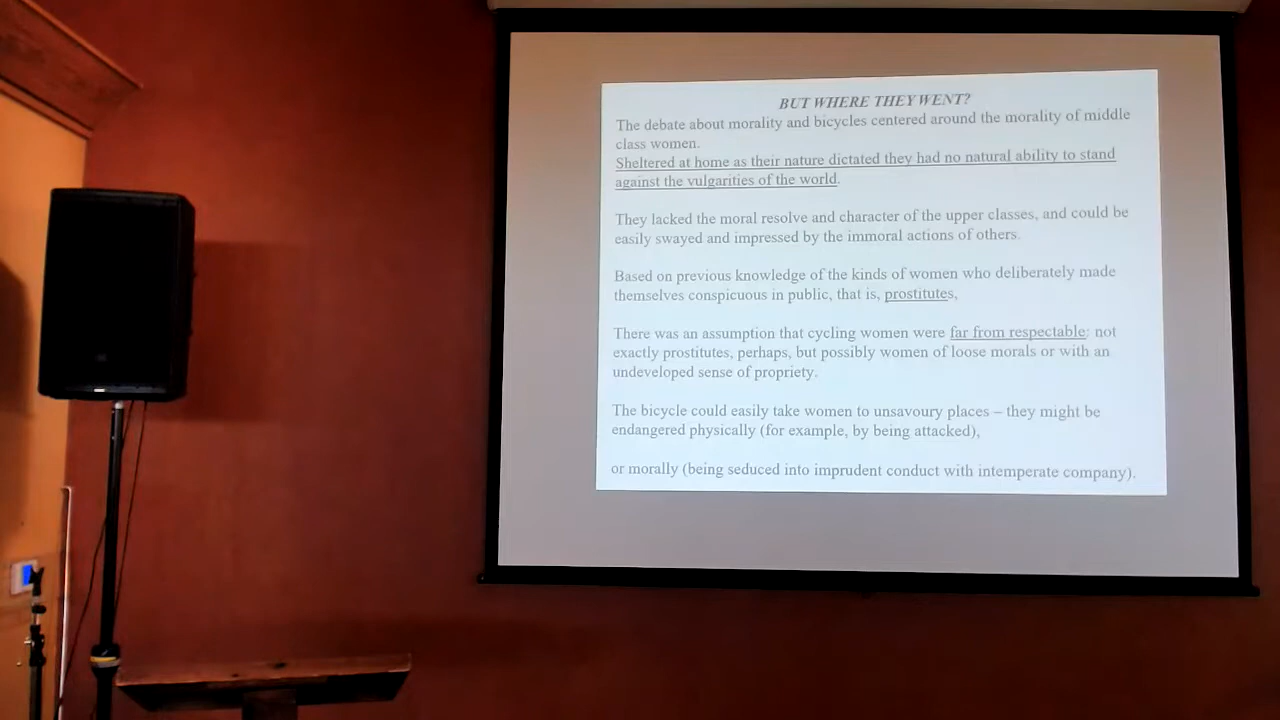 BUT WHERE THEY WENT?
The debate about morality and bicycles centered around the morality of middle
class women.
Sheltered at home as their nature dictated they had no natural ability to stand
against the vulgarities of the world.
They lacked the moral resolve and character of the upper classes, and could be
easily swayed and impressed by the immoral actions of others.
Based on previous knowledge of the kinds of women who deliberately made
themselves conspicuous in public, that is, prostitutes,
There was an assumption that cycling women were far from respectable: not
exactly prostitutes, perhaps, but possibly women of loose morals or with an
undeveloped sense of propriety.
The bicycle could easily take women to unsavoury places – they might be
endangered physically (for example, by being attacked),
or morally (being seduced into imprudent conduct with intemperate company).